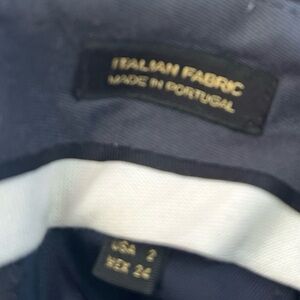 ITALIAN FABRIC
MADE IN PORTUGAL
USA 2
MEX 24